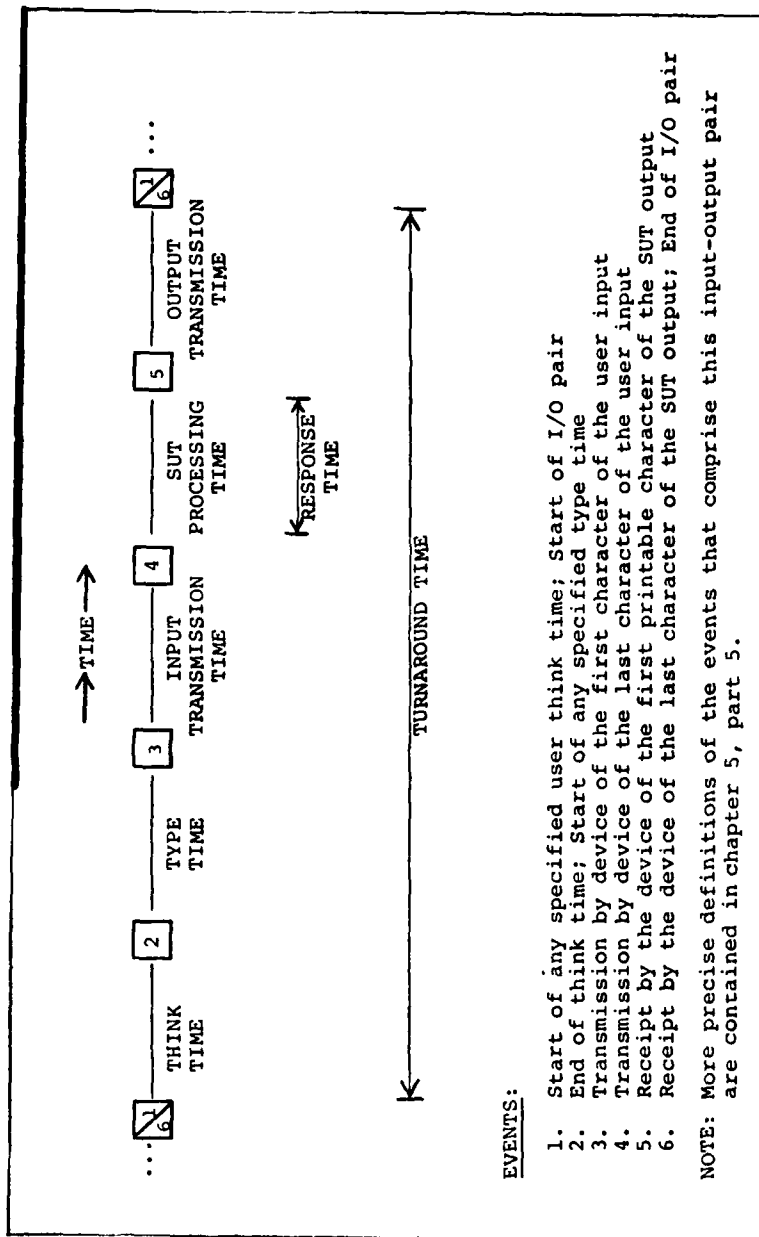 →TIME→
... 6/1 2 3 4 5 6/1 ...
THINK TIME
TYPE TIME
INPUT TRANSMISSION TIME
SUT PROCESSING TIME
OUTPUT TRANSMISSION TIME
RESPONSE TIME
TURNAROUND TIME
EVENTS:
1. Start of any specified user think time; Start of I/O pair
2. End of think time; Start of any specified type time
3. Transmission by device of the first character of the user input
4. Transmission by device of the last character of the user input
5. Receipt by the device of the first printable character of the SUT output
6. Receipt by the device of the last character of the SUT output; End of I/O pair
NOTE: More precise definitions of the events that comprise this input-output pair
are contained in chapter 5, part 5.